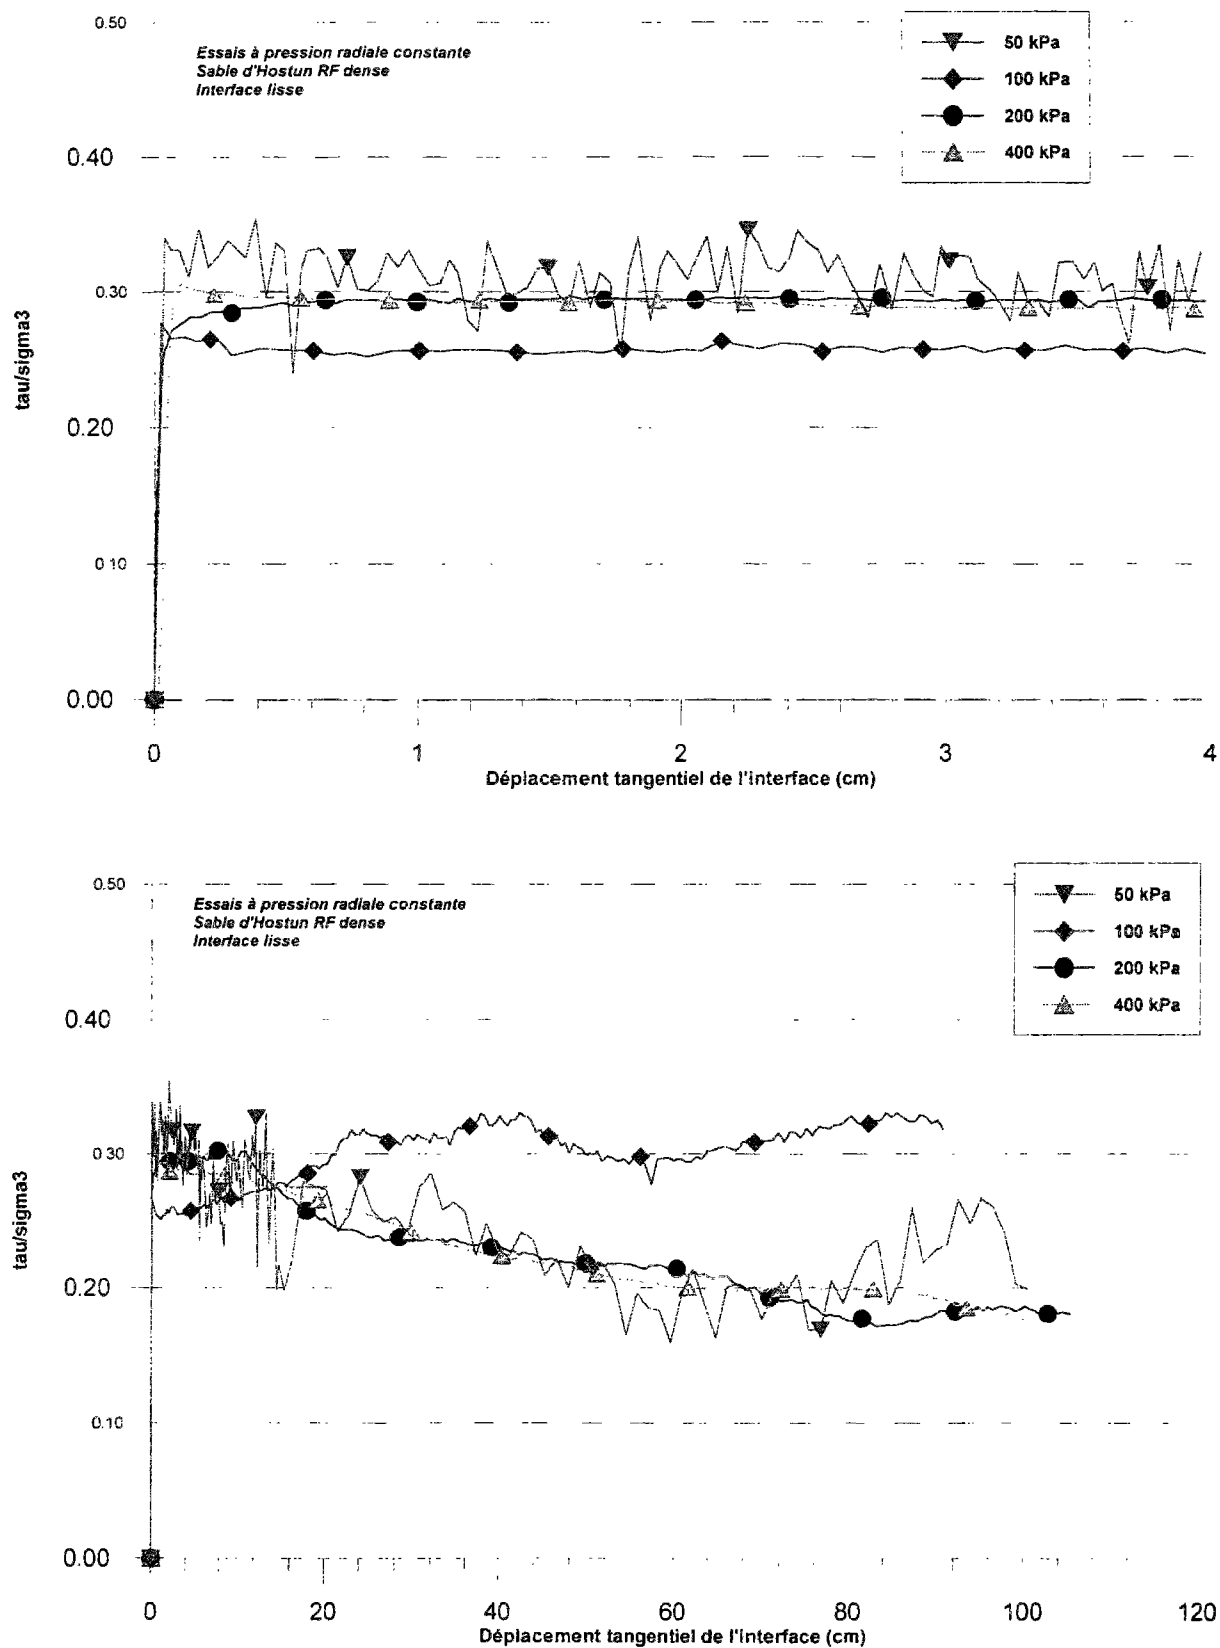 0.50
Essais à pression radiale constante
Sable d'Hostun RF dense
Interface lisse
50 kPa
100 kPa
200 kPa
400 kPa
0.40
0.30
0.20
0.10
0.00
tau/sigma3
0 1 2 3 4
Déplacement tangentiel de l'interface (cm)
0.50
Essais à pression radiale constante
Sable d'Hostun RF dense
Interface lisse
50 kPa
100 kPa
200 kPa
400 kPa
0.40
0.30
0.20
0.10
0.00
tau/sigma3
0 20 40 60 80 100 120
Déplacement tangentiel de l'interface (cm)